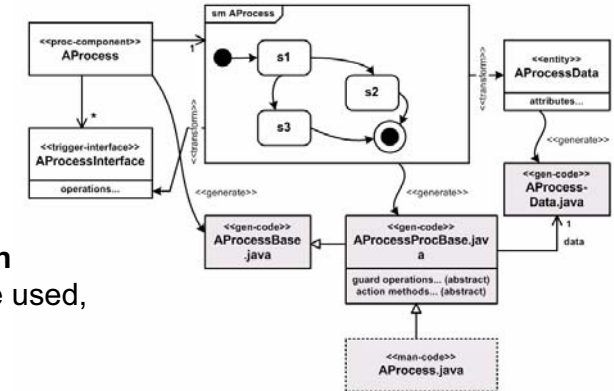 sm AProcess
<<proc-component>>
AProcess
1
s1
s2
s3
<<transform>>
<<entity>>
AProcessData
attributes...
*
<<transform>>
<<trigger-interface>>
AProcessInterface
operations...
<<generate>>
<<generate>>
<<generate>>
<<gen-code>>
AProcess-
Data.java
<<gen-code>>
AProcessBase
.java
<<gen-code>>
AProcessProcBase.jav
a
guard operations... (abstract)
action methods... (abstract)
1
data
n
e used,
<<man-code>>
AProcess.java